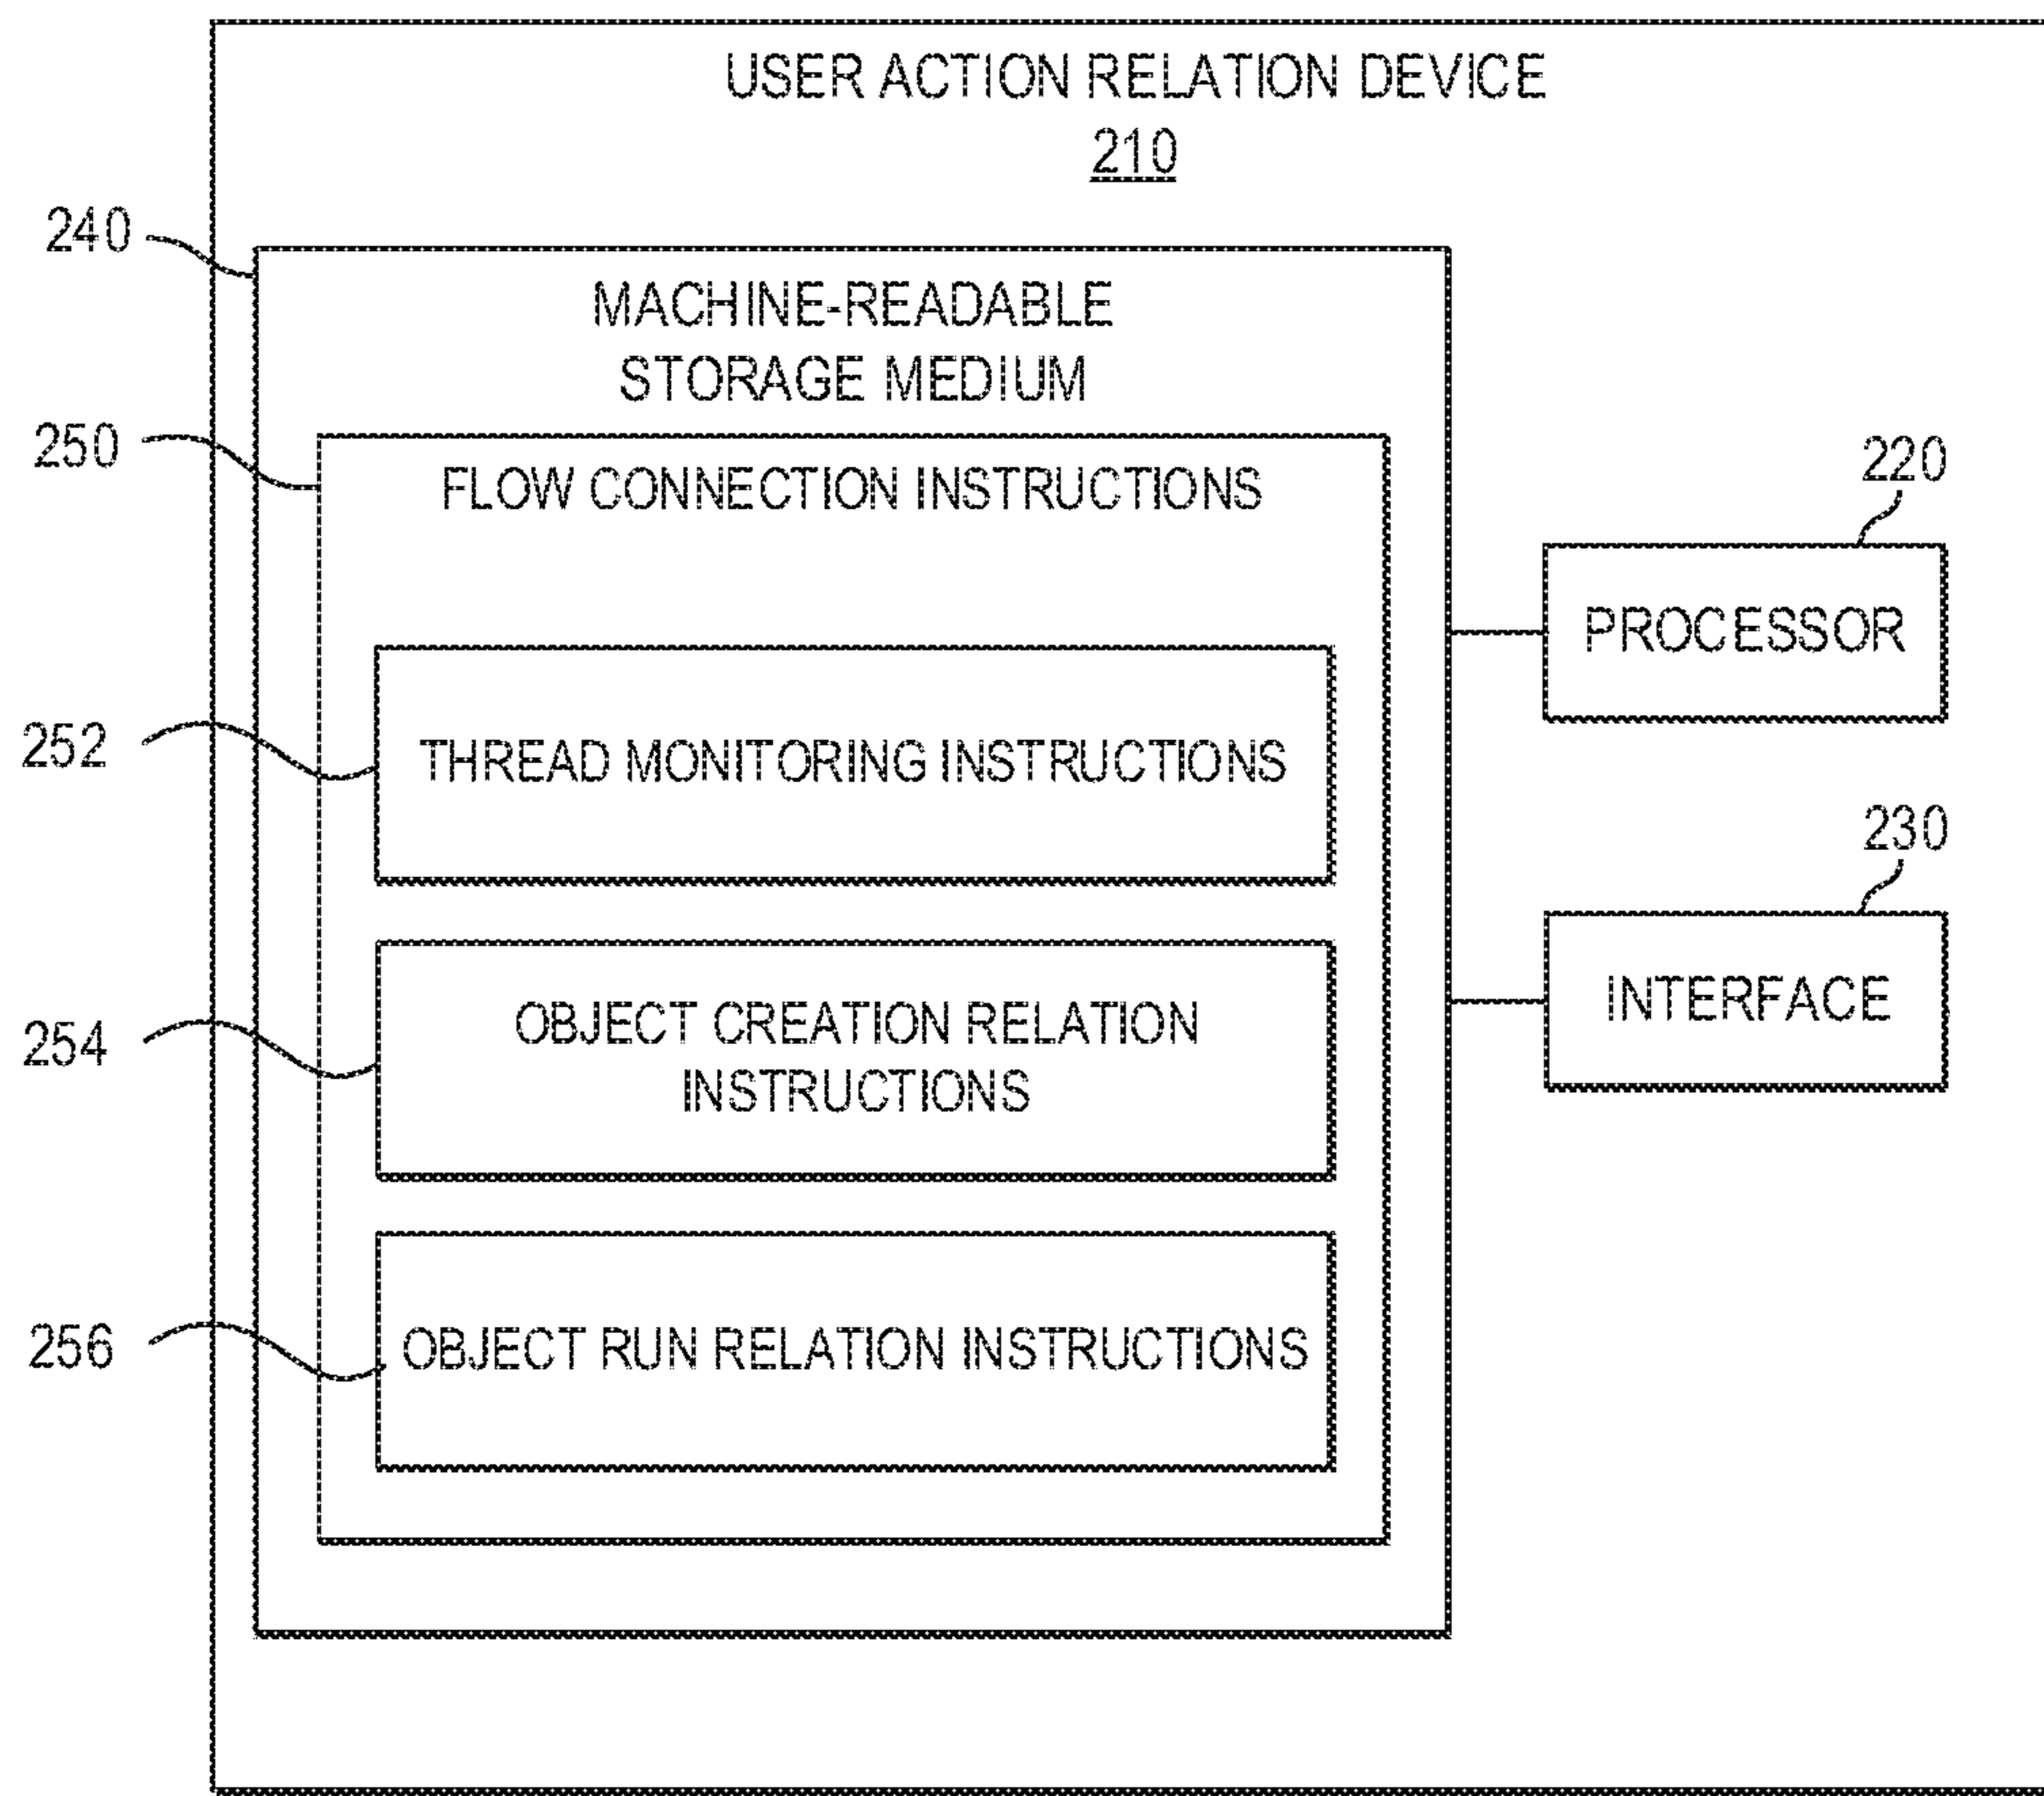 USER ACTION RELATION DEVICE
210
240
MACHINE-READABLE
STORAGE MEDIUM
250
FLOW CONNECTION INSTRUCTIONS
220
PROCESSOR
252
THREAD MONITORING INSTRUCTIONS
230
INTERFACE
254
OBJECT CREATION RELATION
INSTRUCTIONS
256
OBJECT RUN RELATION INSTRUCTIONS